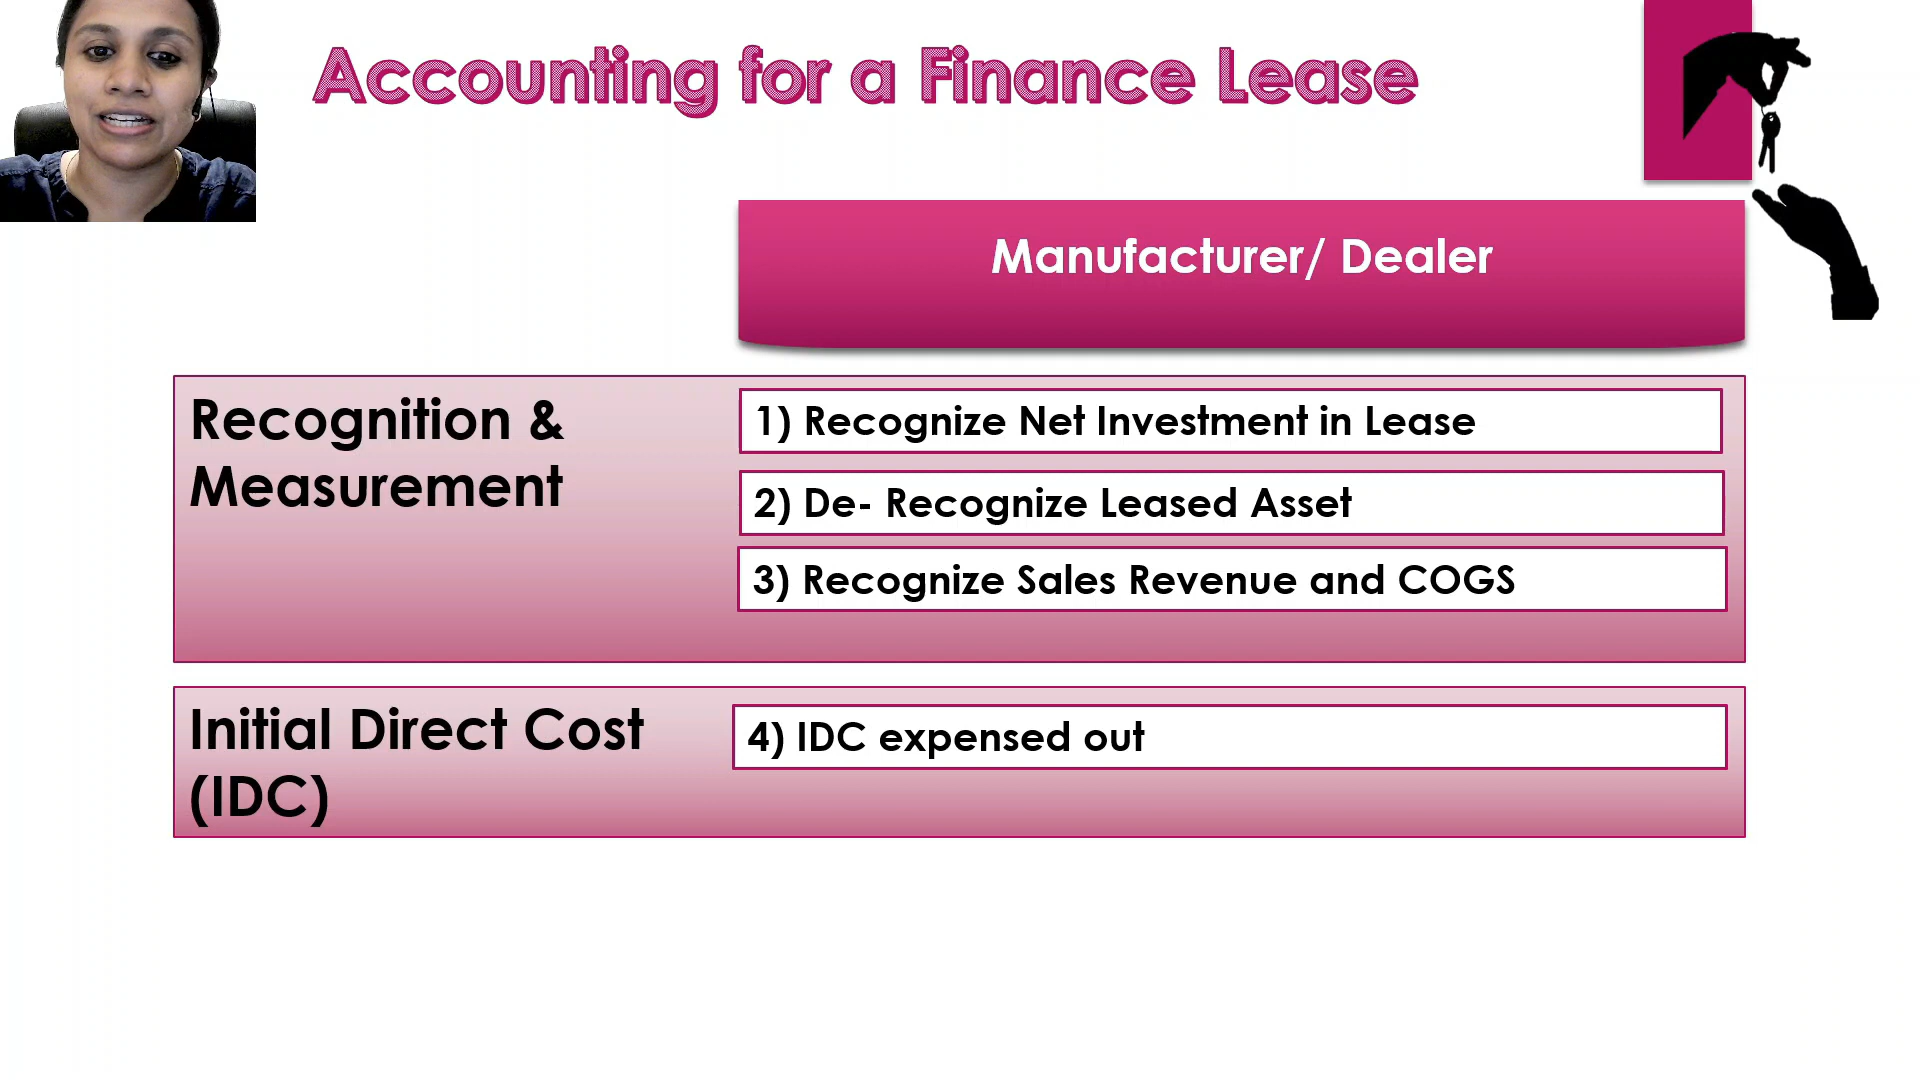 Accounting for a Finance Lease
Manufacturer/ Dealer
Recognition &
Measurement
1) Recognize Net Investment in Lease
2) De- Recognize Leased Asset
3) Recognize Sales Revenue and COGS
Initial Direct Cost
(IDC)
4) IDC expensed out